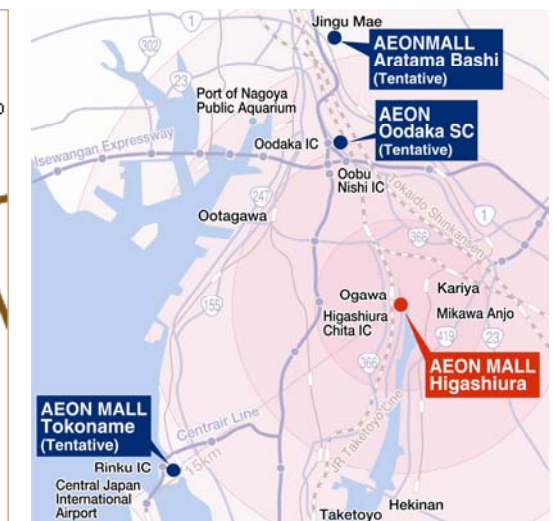 Jingu Mae
AEONMALL
Aratama Bashi
(Tentative)
1
302
23
Port of Nagoya
Public Aquarium
AEON
Oodaka SC
(Tentative)
Oodaka IC
Isewangan Expressway
Oobu
Nishi IC
Tokaido Shinkansen
247
1
Ootagawa
366
155
Ogawa
Kariya
Higashiura
Chita IC
Mikawa Anjo
419
23
366
AEON MALL
Higashiura
AEON MALL
Tokoname
(Tentative)
Centrair Line
JR Taketoyo Line
Rinku IC
15km
Central Japan
International
Airport
Hekinan
Taketoyo